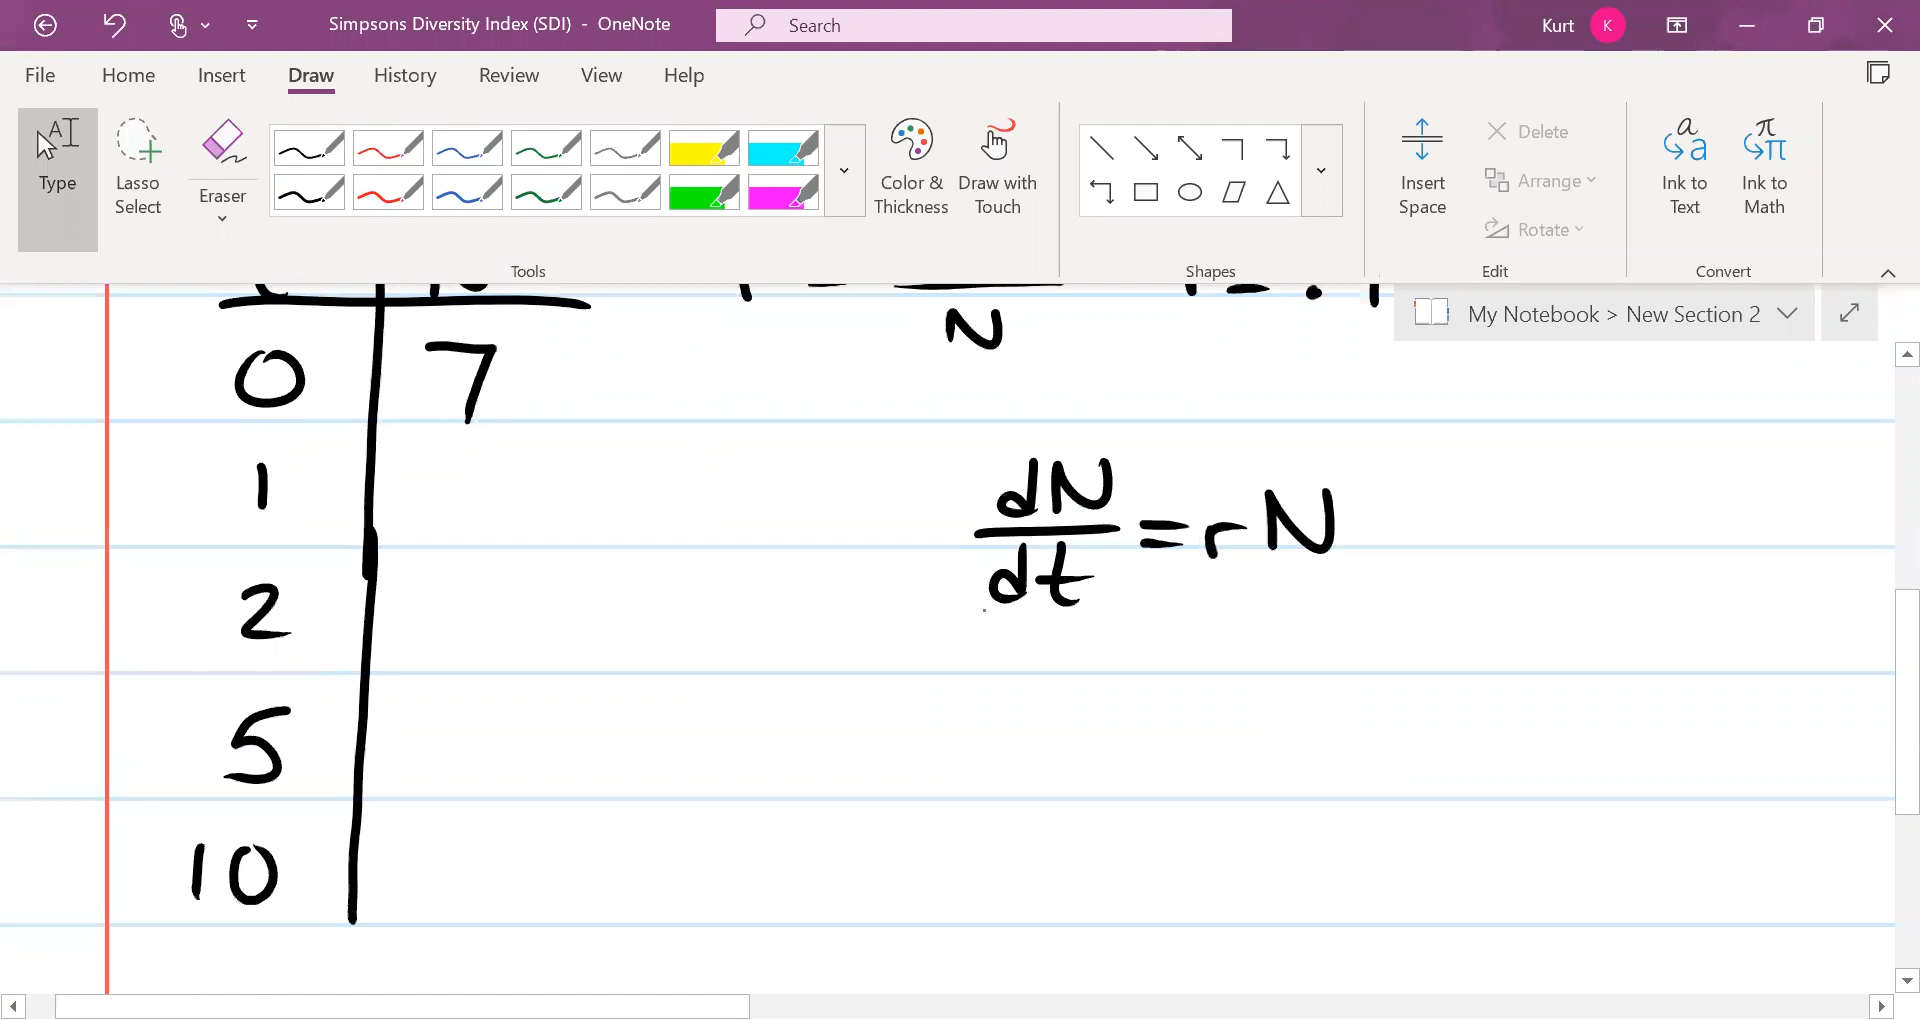 Simpsons Diversity Index (SDI) - OneNote
Search
Kurt K
File Home Insert Draw History Review View Help
Type
Lasso Select
Eraser
Color & Thickness
Draw with Touch
Insert Space
Delete
Arrange
Rotate
Ink to Text
Ink to Math
Tools Shapes Edit Convert
My Notebook > New Section 2
N
0 7
1
2
5
10
dN/dt = rN